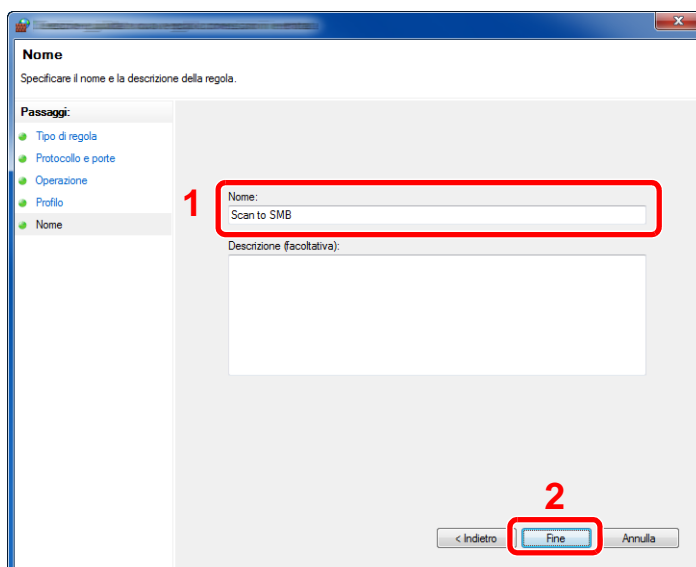 Nome
Specificare il nome e la descrizione della regola.
Passaggi:
Tipo di regola
Protocollo e porte
Operazione
Profilo
Nome
1
Nome:
Scan to SMB
Descrizione (facoltativa):
2
< Indietro
Fine
Annulla